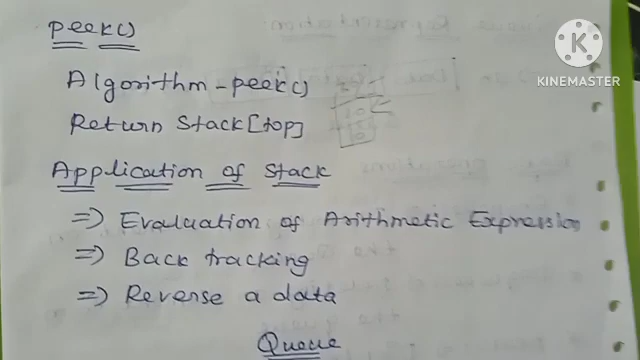 peek()
KINEMASTER
Algorithm-peek()
Return Stack[top]
Application of Stack
=) Evaluation of Arithmetic Expression
=) Back tracking
=) Reverse a data
Queue